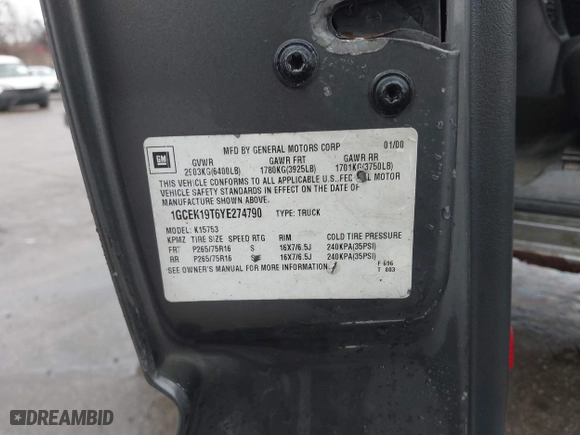 MFD BY GENERAL MOTORS CORP 01/00
GM
GVWR GAWR FRT GAWR RR
2903KG(6400LB) 1780KG(3925LB) 1701KG(3750LB)
THIS VEHICLE CONFORMS TO ALL APPLICABLE U.S. MOTOR
VEHICLE SAFETY STANDARDS IN EFFECT ON THE DATE OF
MANUFACTURE SHOWN ABOVE.
1GCEK19T6YE274790 TYPE: TRUCK
MODEL: K15753
KPMZ TIRE SIZE SPEED RTG RIM COLD TIRE PRESSURE
FRT P265/75R16 S 16X7/6.5J 240KPA(35PSI)
RR P265/75R16 S 16X7/6.5J 240KPA(35PSI)
SEE OWNER'S MANUAL FOR MORE INFORMATION. F 696
T 003
DREAMBID